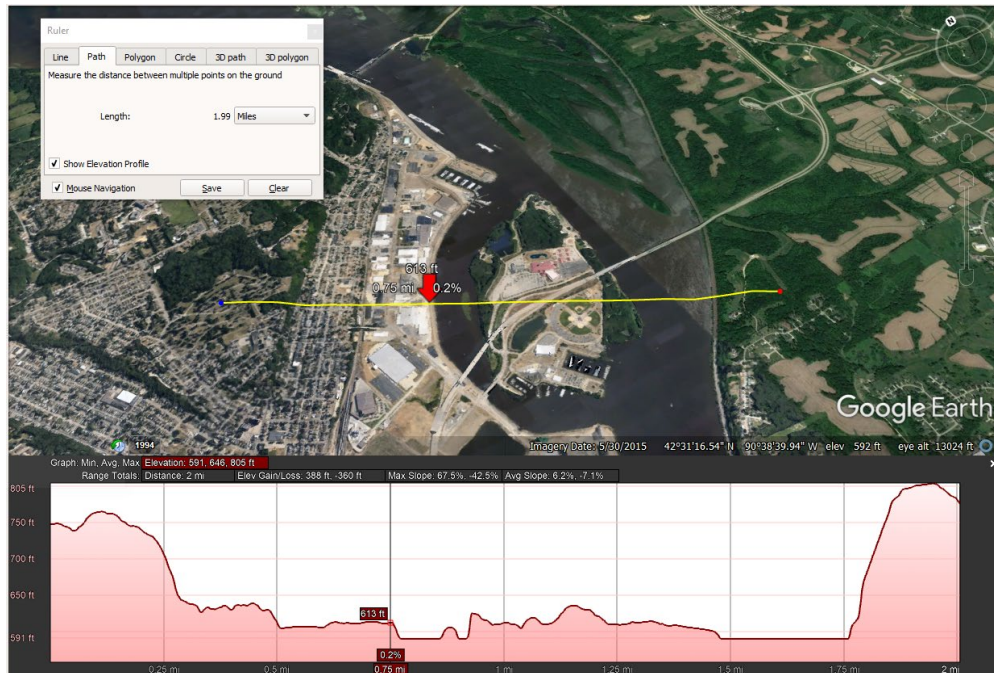 Ruler
Line Path Polygon Circle 3D path 3D polygon
Measure the distance between multiple points on the ground
Length: 1.99 Miles
Show Elevation Profile
Mouse Navigation Save Clear
N
613 ft
0.75 mi 0.2%
Google Earth
1994
Imagery Date: 5/30/2015 42°31'16.54" N 90°38'39.94" W elev 592 ft eye alt 13024 ft
Graph: Min, Avg, Max Elevation: 591, 646, 805 ft
Range Totals: Distance: 2 mi Elev Gain/Loss: 388 ft, -360 ft Max Slope: 67.5%, -42.5% Avg Slope: 6.2%, -7.1%
805 ft
750 ft
700 ft
650 ft
613 ft
591 ft
0.2%
0.25 mi 0.5 mi 0.75 mi 1 mi 1.25 mi 1.5 mi 1.75 mi 2 mi